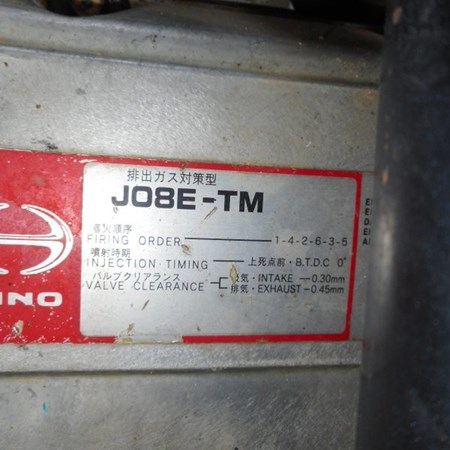 排出ガス対策型
J08E-TM
着火順序
FIRING ORDER 1-4-2-6-3-5
噴射時期
INJECTION・TIMING 上死点前・B.T.D.C 0°
バルブクリアランス
VALVE CLEARANCE
吸気・INTAKE -0.30mm
排気・EXHAUST -0.45mm